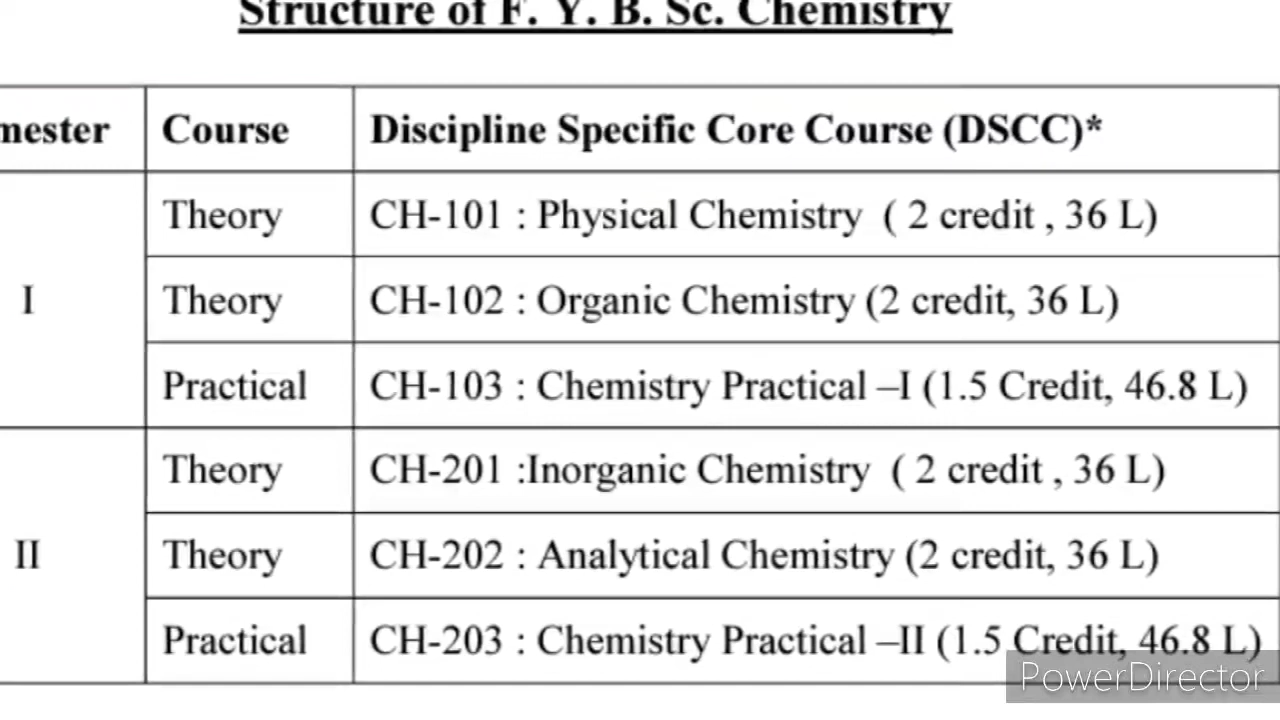 Structure of F. Y. B. Sc. Chemistry
mester Course Discipline Specific Core Course (DSCC)*
I
Theory CH-101 : Physical Chemistry ( 2 credit , 36 L)
Theory CH-102 : Organic Chemistry (2 credit, 36 L)
Practical CH-103 : Chemistry Practical –I (1.5 Credit, 46.8 L)
II
Theory CH-201 :Inorganic Chemistry ( 2 credit , 36 L)
Theory CH-202 : Analytical Chemistry (2 credit, 36 L)
Practical CH-203 : Chemistry Practical –II (1.5 Credit, 46.8 L)
PowerDirector